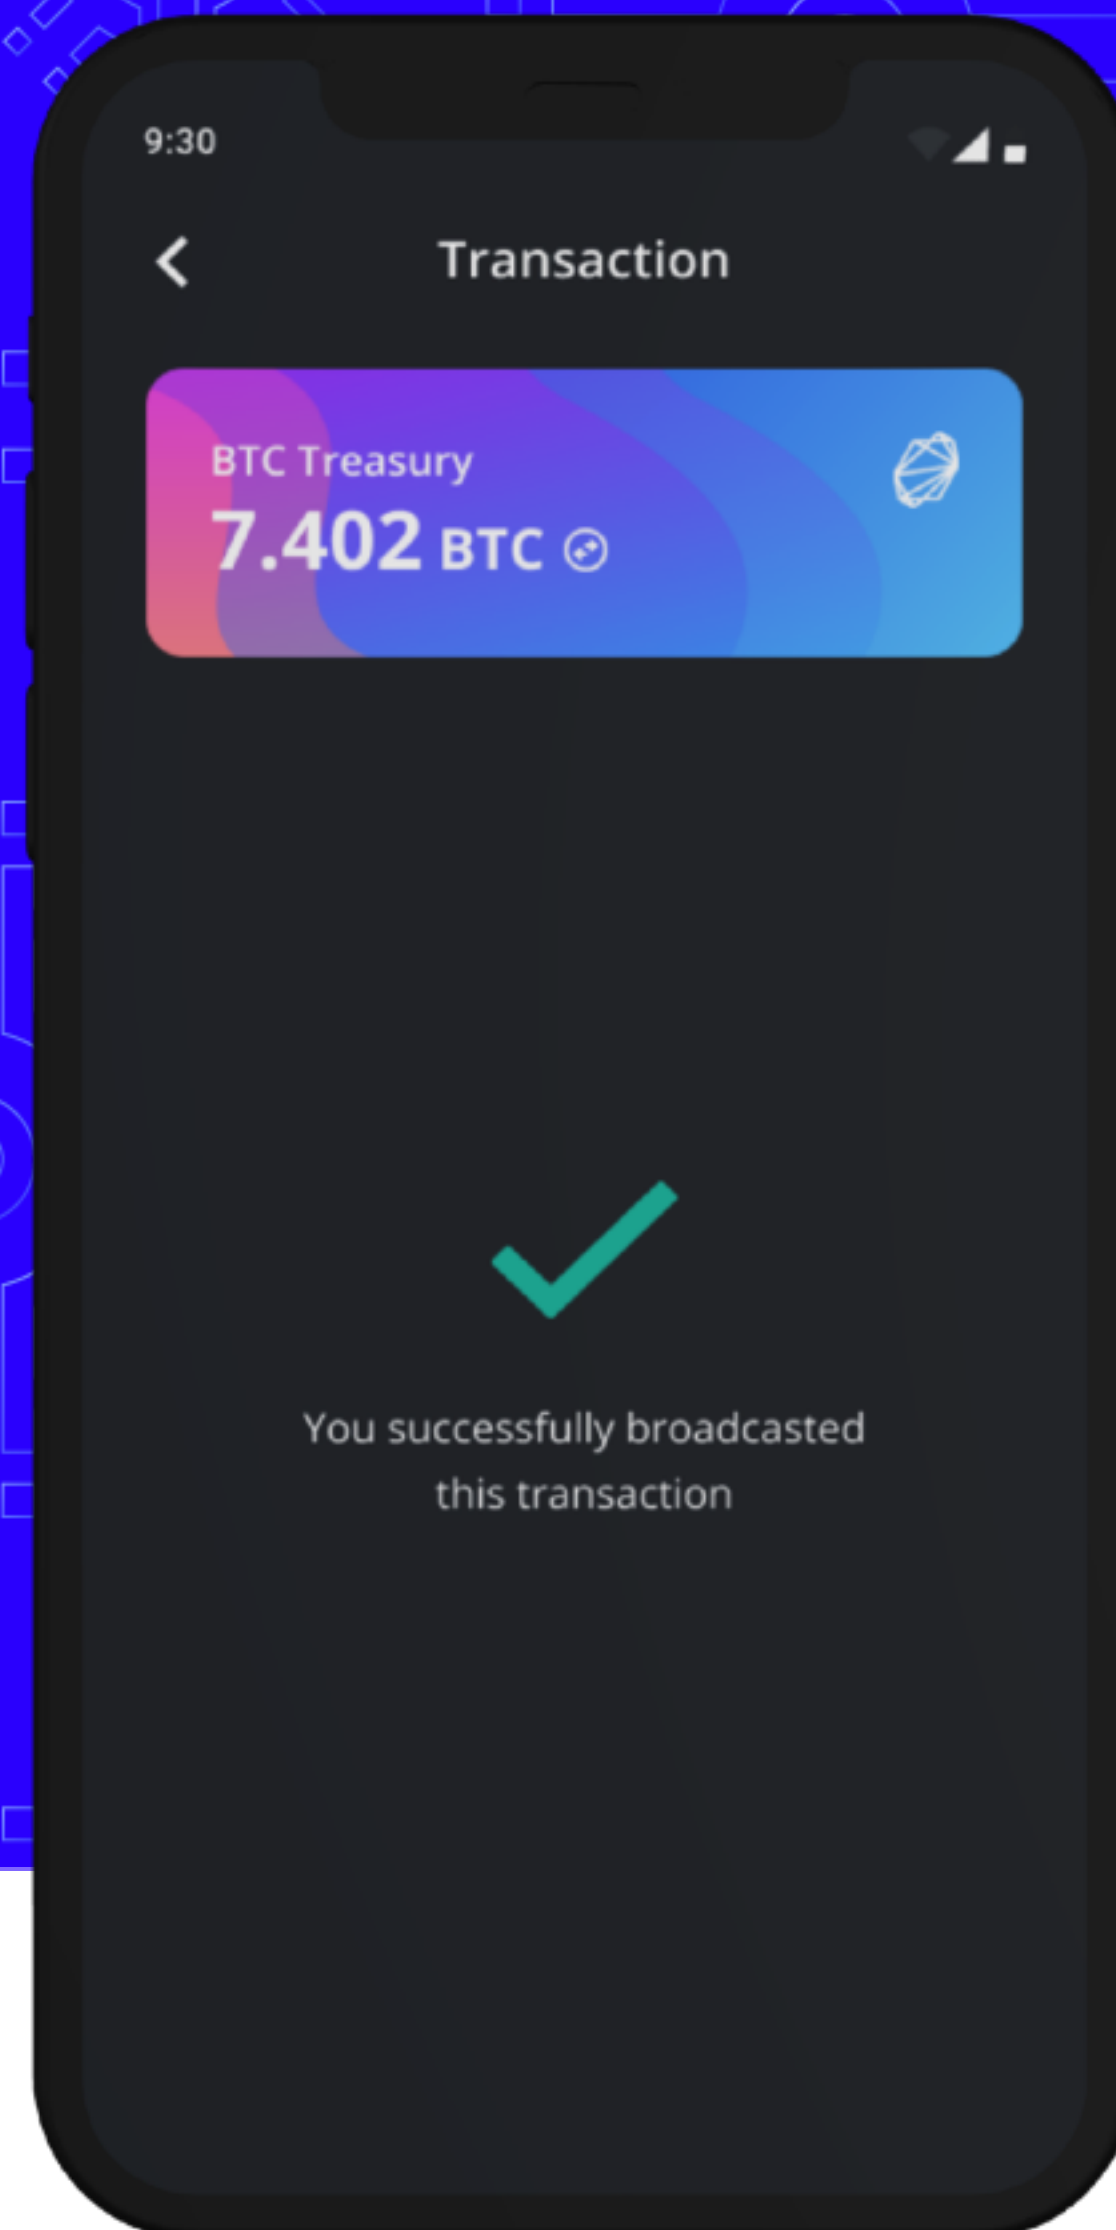 9:30
Transaction
BTC Treasury
7.402 BTC
You successfully broadcasted
this transaction